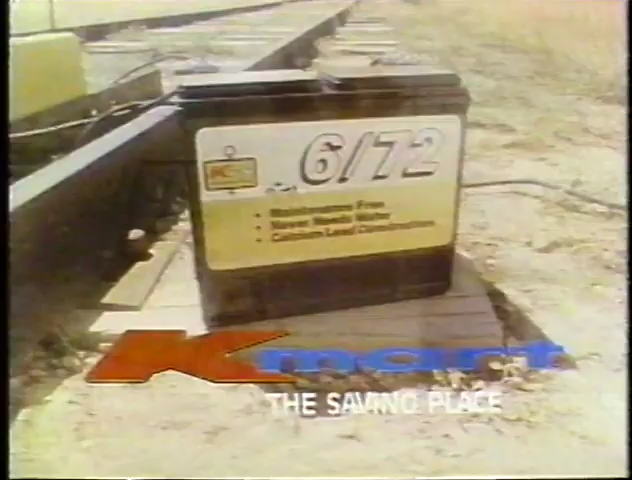 6/72
• Maintenance Free
• Never Needs Water
• Calcium Lead Construction
Kmart
THE SAVING PLACE